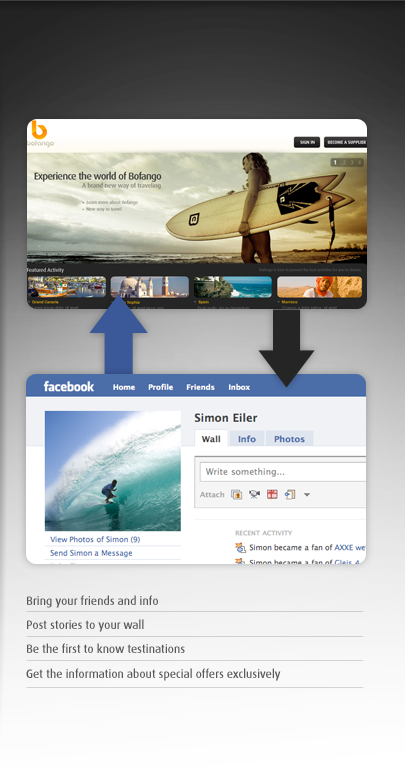 bofango
SIGN IN
BECOME A SUPPLIER
1 2 3 4
Experience the world of Bofango
A brand new way of traveling
Learn more about Bofango
New way to travel
Featured Activity
Grand Canarie
Sophia
Spain
Marroco
facebook
Home Profile Friends Inbox
Simon Eiler
Wall Info Photos
Write something...
Attach
View Photos of Simon (9)
Send Simon a Message
RECENT ACTIVITY
Simon became a fan of AXXE we
Simon became a fan of Gleis 4
Bring your friends and info
Post stories to your wall
Be the first to know testinations
Get the information about special offers exclusively